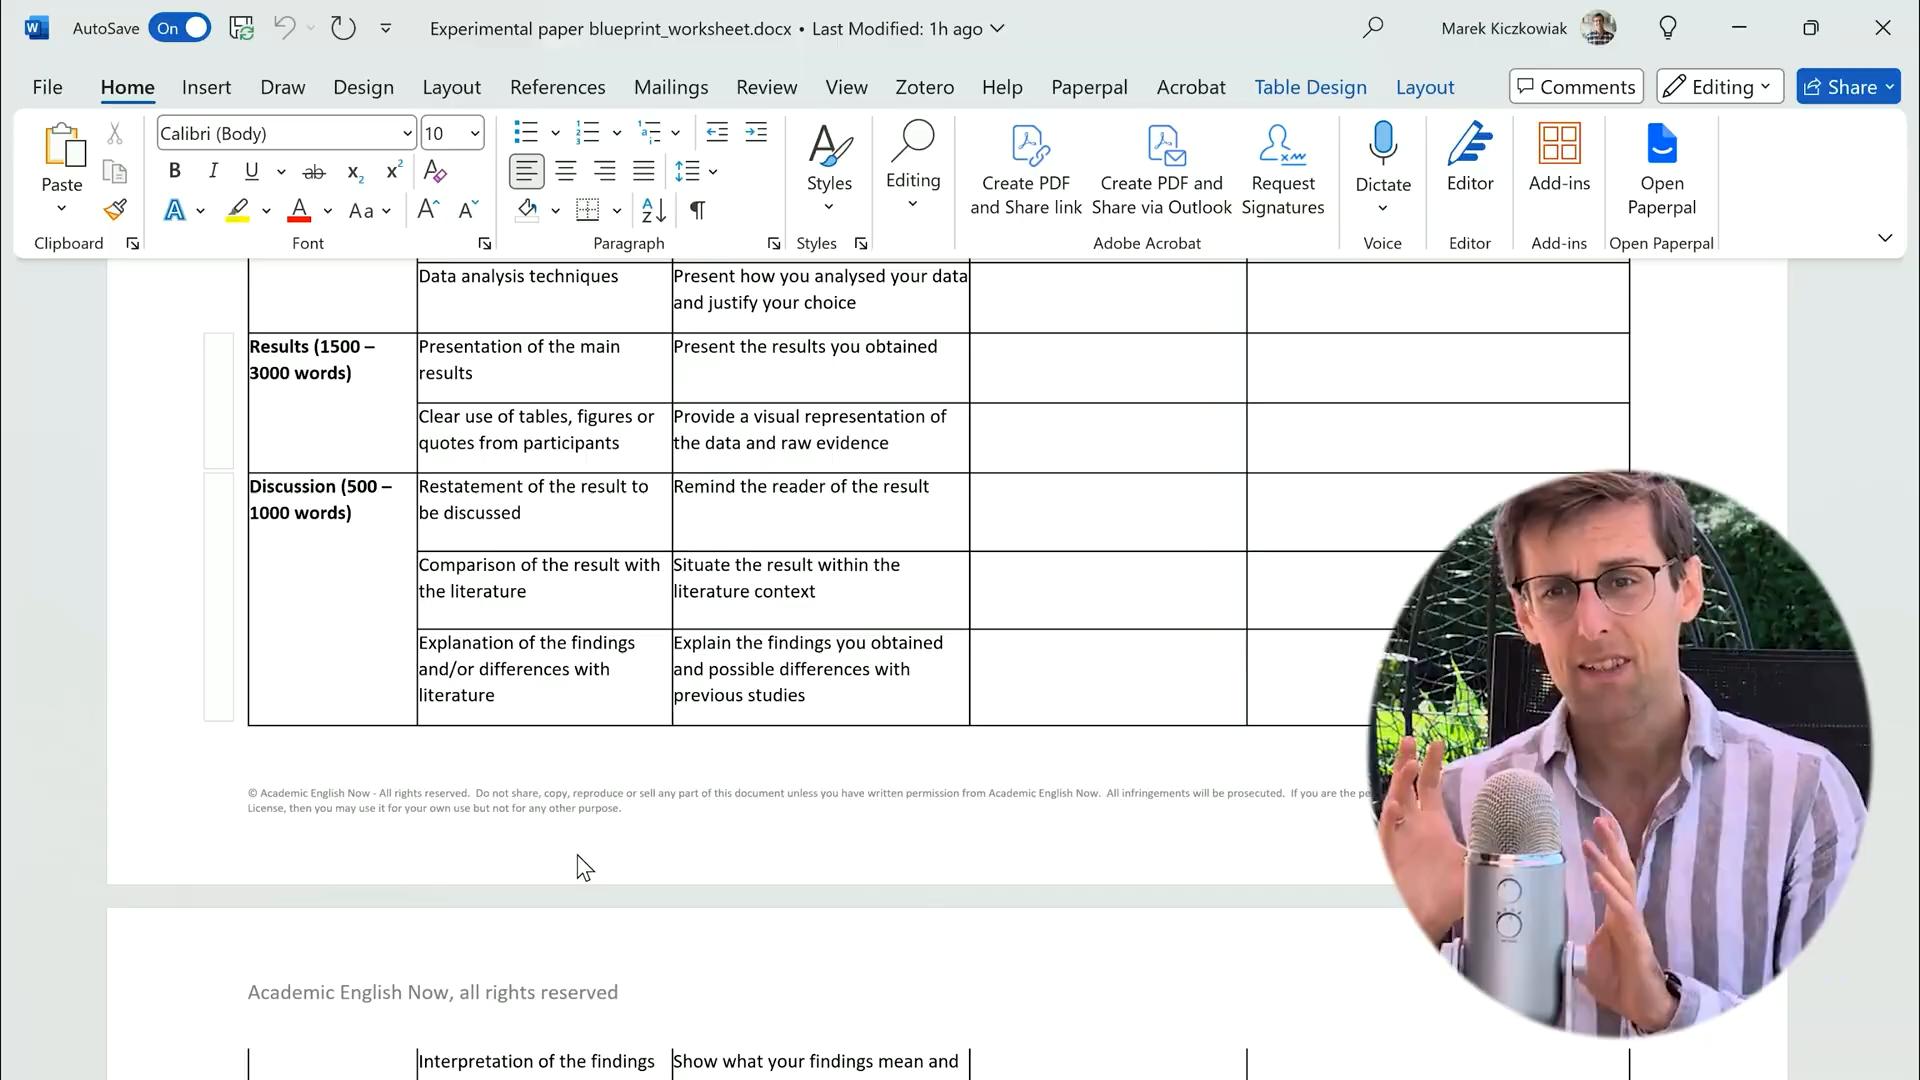 AutoSave On Experimental paper blueprint_worksheet.docx • Last Modified: 1h ago Marek Kiczkowiak
File Home Insert Draw Design Layout References Mailings Review View Zotero Help Paperpal Acrobat Table Design Layout Comments Editing Share
Calibri (Body) 10
Paste
Clipboard
Font
Paragraph
Styles
Styles
Editing
Create PDF and Share link
Create PDF and Share via Outlook
Request Signatures
Adobe Acrobat
Dictate
Voice
Editor
Editor
Add-ins
Add-ins
Open Paperpal
Open Paperpal
Data analysis techniques
Present how you analysed your data
and justify your choice
Results (1500 –
3000 words)
Presentation of the main
results
Present the results you obtained
Clear use of tables, figures or
quotes from participants
Provide a visual representation of
the data and raw evidence
Discussion (500 –
1000 words)
Restatement of the result to
be discussed
Remind the reader of the result
Comparison of the result with
the literature
Situate the result within the
literature context
Explanation of the findings
and/or differences with
literature
Explain the findings you obtained
and possible differences with
previous studies
© Academic English Now - All rights reserved. Do not share, copy, reproduce or sell any part of this document unless you have written permission from Academic English Now. All infringements will be prosecuted. If you are the
License, then you may use it for your own use but not for any other purpose.
Academic English Now, all rights reserved
Interpretation of the findings
Show what your findings mean and